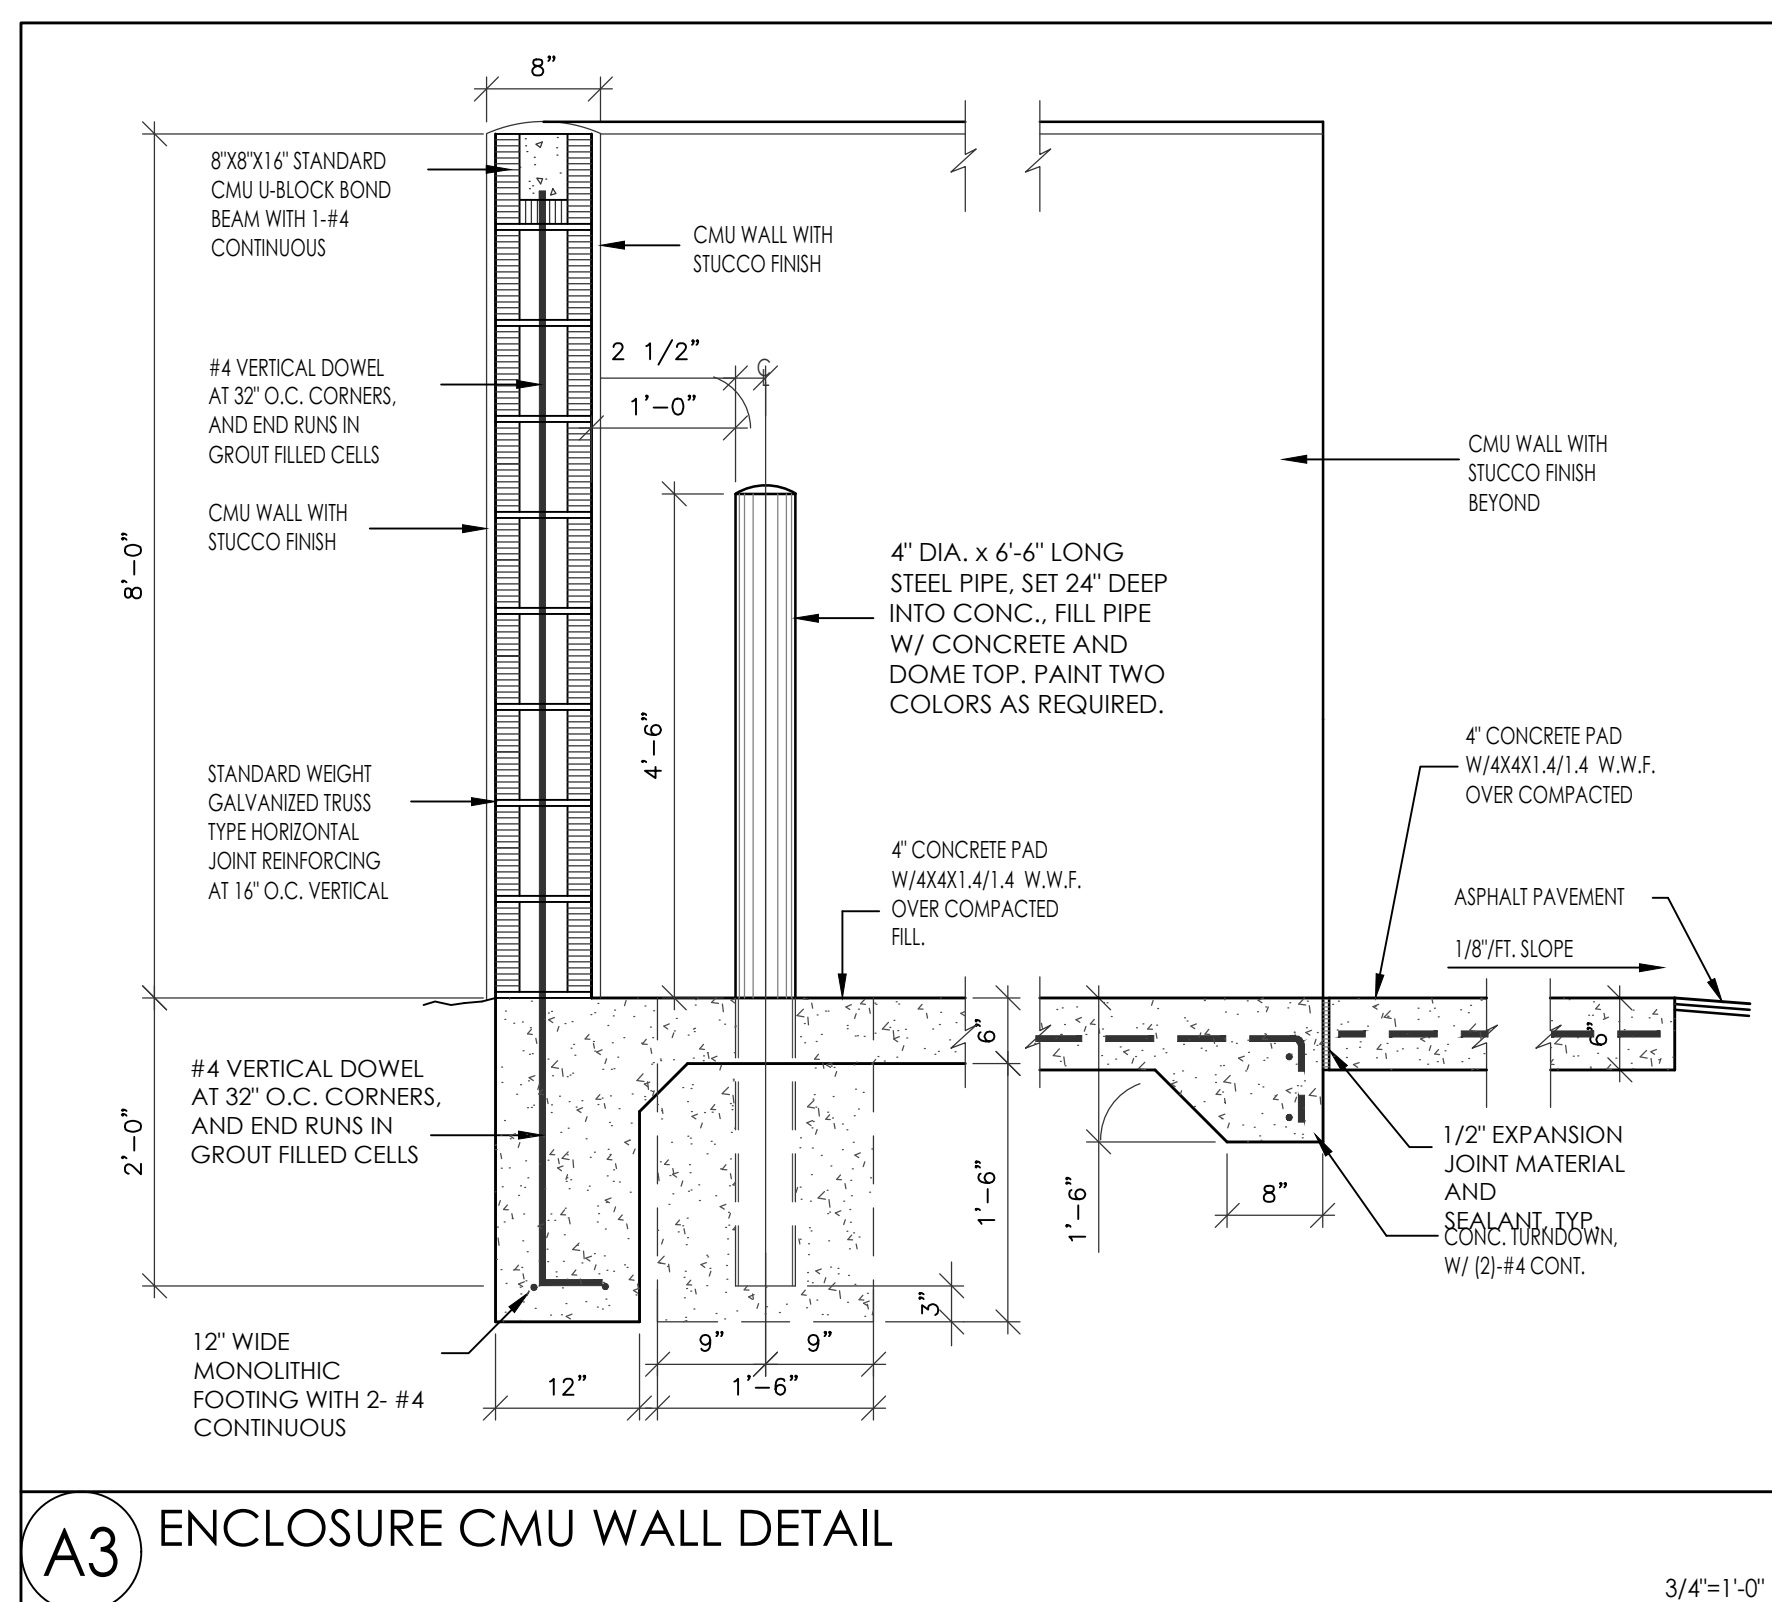 8”
8"X8"X16" STANDARD
CMU U-BLOCK BOND
BEAM WITH 1-#4
CONTINUOUS
CMU WALL WITH
STUCCO FINISH
#4 VERTICAL DOWEL
AT 32" O.C. CORNERS,
AND END RUNS IN
GROUT FILLED CELLS
2 1/2”
℄
1’–0”
CMU WALL WITH
STUCCO FINISH
BEYOND
CMU WALL WITH
STUCCO FINISH
8’–0”
4" DIA. x 6'-6" LONG
STEEL PIPE, SET 24" DEEP
INTO CONC., FILL PIPE
W/ CONCRETE AND
DOME TOP. PAINT TWO
COLORS AS REQUIRED.
4’–6”
4" CONCRETE PAD
W/4X4X1.4/1.4 W.W.F.
OVER COMPACTED
STANDARD WEIGHT
GALVANIZED TRUSS
TYPE HORIZONTAL
JOINT REINFORCING
AT 16" O.C. VERTICAL
4" CONCRETE PAD
W/4X4X1.4/1.4 W.W.F.
OVER COMPACTED
FILL.
ASPHALT PAVEMENT
1/8"/FT. SLOPE
6”
6”
#4 VERTICAL DOWEL
AT 32" O.C. CORNERS,
AND END RUNS IN
GROUT FILLED CELLS
2’–0”
1’–6”
1’–6”
8”
1/2" EXPANSION
JOINT MATERIAL
AND
SEALANT, TYP.
CONC. TURNDOWN,
W/ (2)-#4 CONT.
3”
12" WIDE
MONOLITHIC
FOOTING WITH 2- #4
CONTINUOUS
9”
9”
12”
1’–6”
A3
ENCLOSURE CMU WALL DETAIL
3/4"=1'-0"